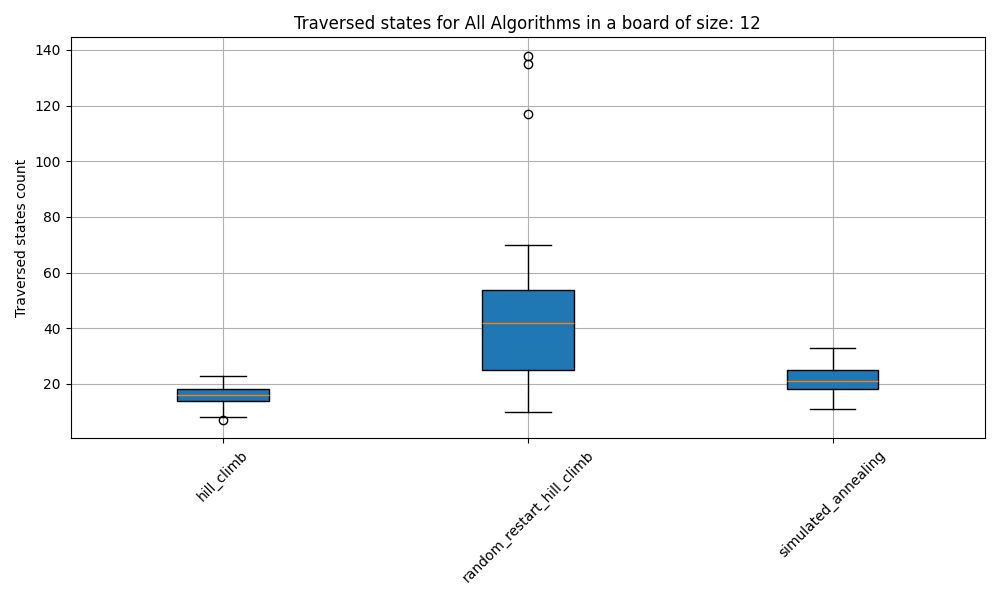 Traversed states for All Algorithms in a board of size: 12
Traversed states count
140
120
100
80
60
40
20
hill_climb
random_restart_hill_climb
simulated_annealing